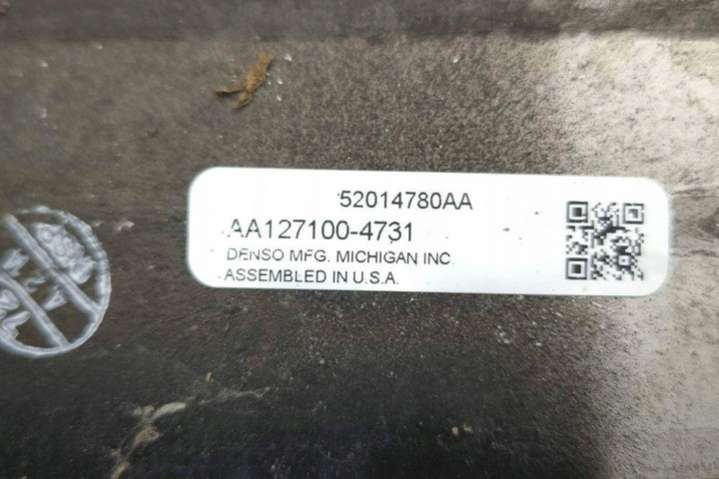 52014780AA
AA127100-4731
DENSO MFG. MICHIGAN INC
ASSEMBLED IN U.S.A.